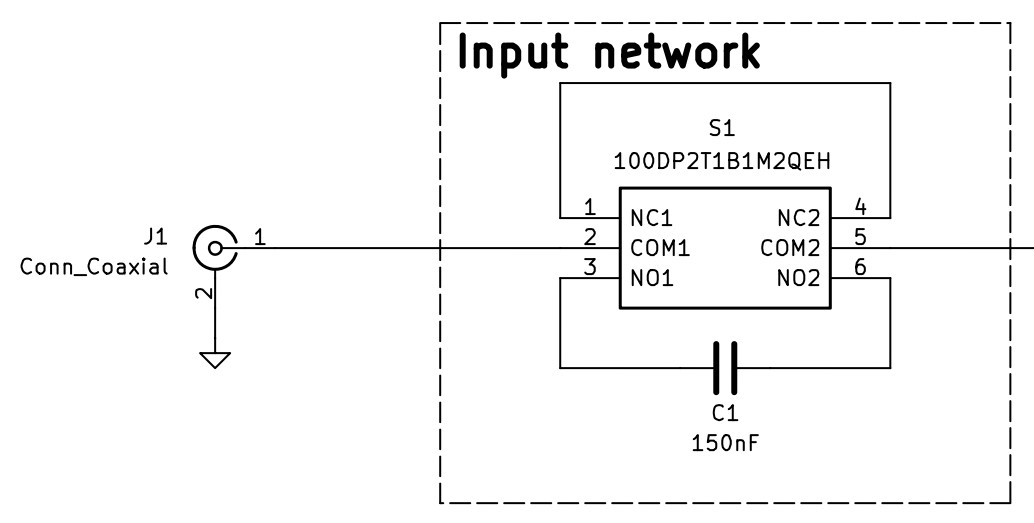 Input network
S1
100DP2T1B1M2QEH
1 NC1 NC2 4
J1 1 2 COM1 COM2 5
Conn_Coaxial 3 NO1 NO2 6
2
C1
150nF